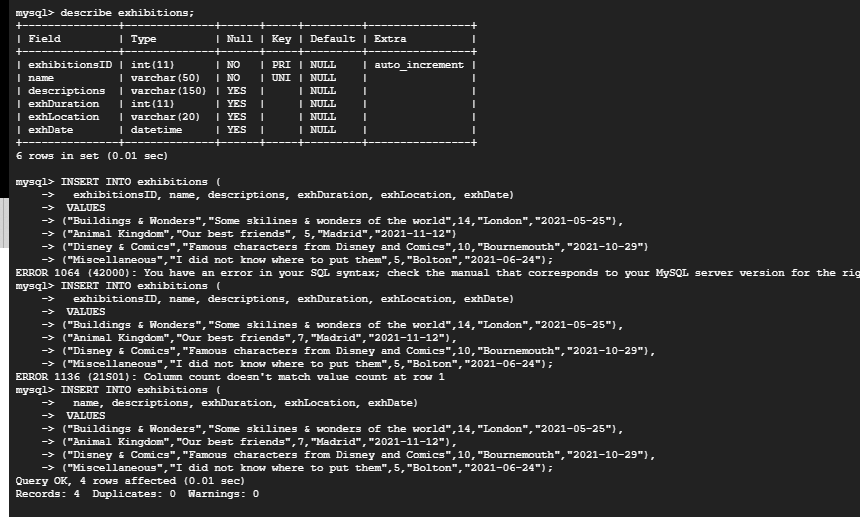 mysql> describe exhibitions;
+---------------+--------------+------+-----+---------+----------------+
| Field         | Type         | Null | Key | Default | Extra          |
+---------------+--------------+------+-----+---------+----------------+
| exhibitionsID | int(11)      | NO   | PRI | NULL    | auto_increment |
| name          | varchar(50)  | NO   | UNI | NULL    |                |
| descriptions  | varchar(150) | YES  |     | NULL    |                |
| exhDuration   | int(11)      | YES  |     | NULL    |                |
| exhLocation   | varchar(20)  | YES  |     | NULL    |                |
| exhDate       | datetime     | YES  |     | NULL    |                |
+---------------+--------------+------+-----+---------+----------------+
6 rows in set (0.01 sec)
mysql> INSERT INTO exhibitions (
    ->   exhibitionsID, name, descriptions, exhDuration, exhLocation, exhDate)
    ->  VALUES
    -> ("Buildings & Wonders","Some skilines & wonders of the world",14,"London","2021-05-25"),
    -> ("Animal Kingdom","Our best friends", 5,"Madrid","2021-11-12")
    -> ("Disney & Comics","Famous characters from Disney and Comics",10,"Bournemouth","2021-10-29")
    -> ("Miscellaneous","I did not know where to put them",5,"Bolton","2021-06-24");
ERROR 1064 (42000): You have an error in your SQL syntax; check the manual that corresponds to your MySQL server version for the rig
mysql> INSERT INTO exhibitions (
    ->   exhibitionsID, name, descriptions, exhDuration, exhLocation, exhDate)
    ->  VALUES
    -> ("Buildings & Wonders","Some skilines & wonders of the world",14,"London","2021-05-25"),
    -> ("Animal Kingdom","Our best friends",7,"Madrid","2021-11-12"),
    -> ("Disney & Comics","Famous characters from Disney and Comics",10,"Bournemouth","2021-10-29"),
    -> ("Miscellaneous","I did not know where to put them",5,"Bolton","2021-06-24");
ERROR 1136 (21S01): Column count doesn't match value count at row 1
mysql> INSERT INTO exhibitions (
    ->   name, descriptions, exhDuration, exhLocation, exhDate)
    ->  VALUES
    -> ("Buildings & Wonders","Some skilines & wonders of the world",14,"London","2021-05-25"),
    -> ("Animal Kingdom","Our best friends",7,"Madrid","2021-11-12"),
    -> ("Disney & Comics","Famous characters from Disney and Comics",10,"Bournemouth","2021-10-29"),
    -> ("Miscellaneous","I did not know where to put them",5,"Bolton","2021-06-24");
Query OK, 4 rows affected (0.01 sec)
Records: 4  Duplicates: 0  Warnings: 0